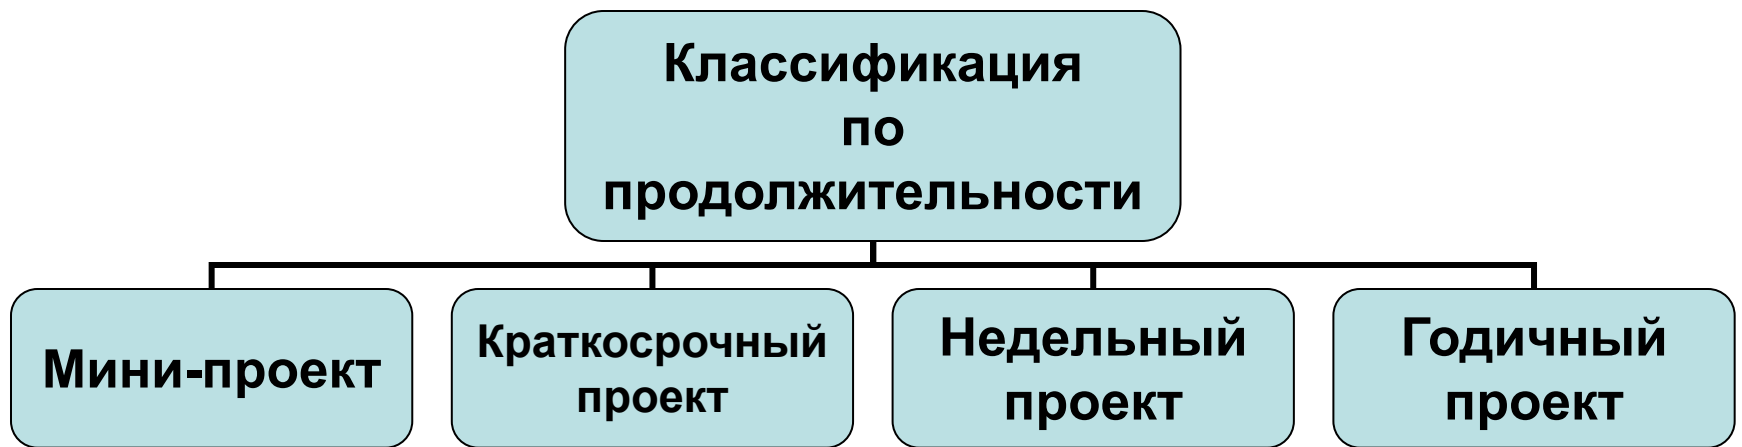 Классификация
по
продолжительности
Мини-проект
Краткосрочный
проект
Недельный
проект
Годичный
проект